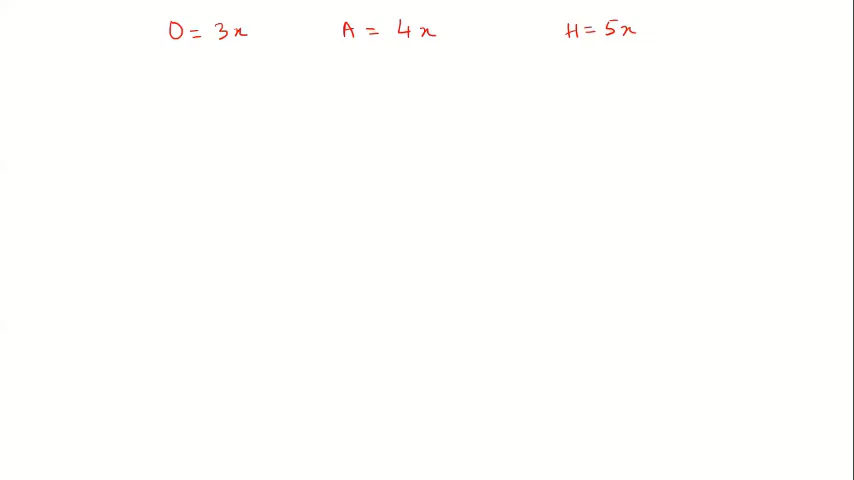 O = 3x A = 4x H = 5x